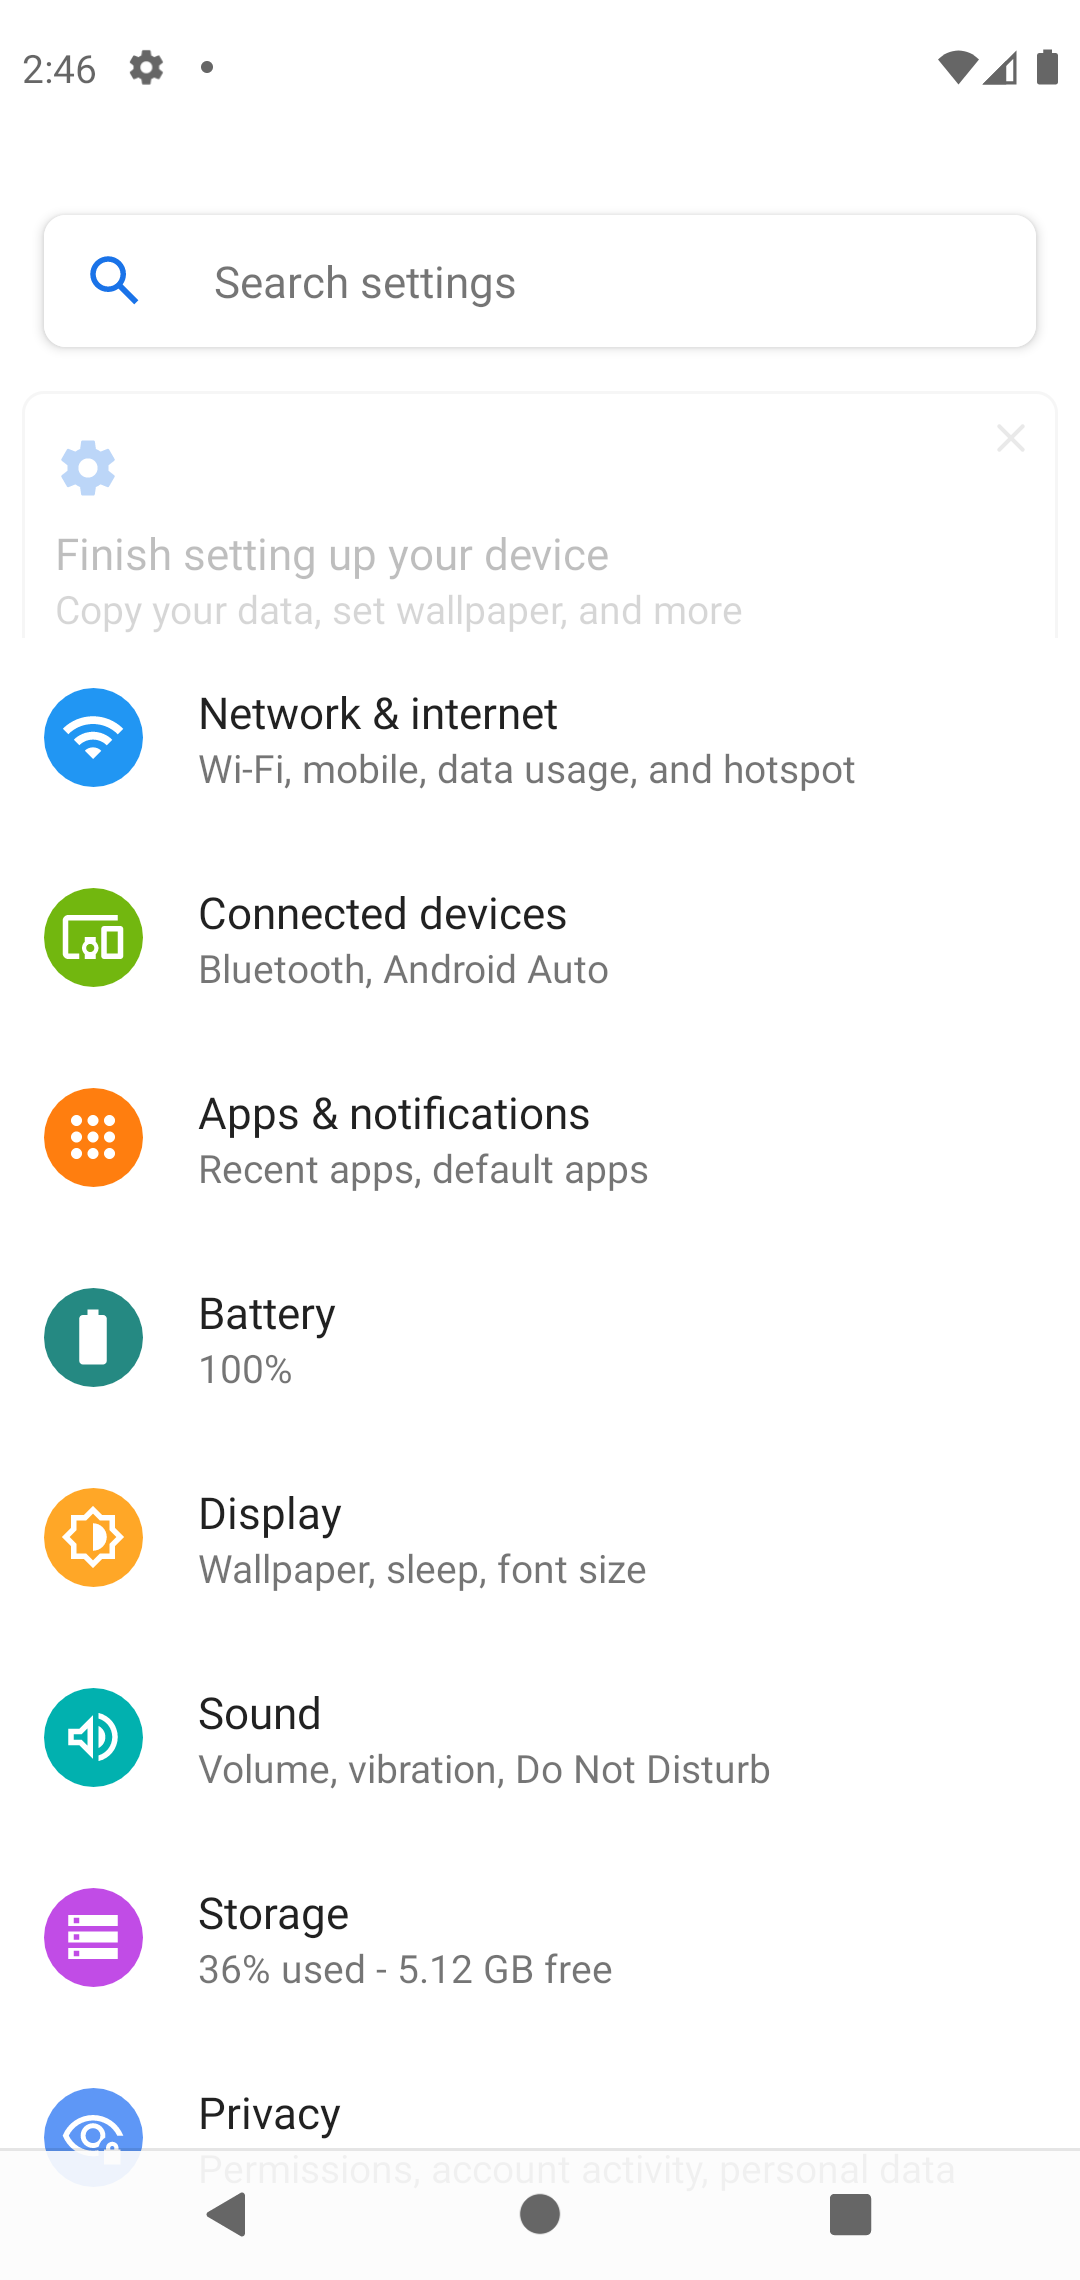 2:46
Search settings
Finish setting up your device
Copy your data, set wallpaper, and more
Network & internet
Wi-Fi, mobile, data usage, and hotspot
Connected devices
Bluetooth, Android Auto
Apps & notifications
Recent apps, default apps
Battery
100%
Display
Wallpaper, sleep, font size
Sound
Volume, vibration, Do Not Disturb
Storage
36% used - 5.12 GB free
Privacy
Permissions, account activity, personal data